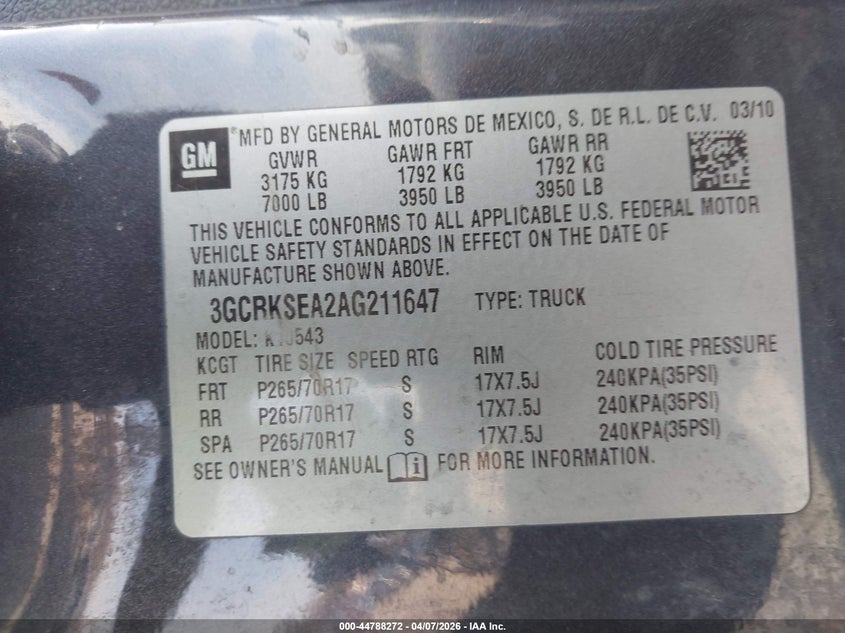 GM
®MFD BY GENERAL MOTORS DE MEXICO, S. DE R.L. DE C.V. 03/10
GVWR GAWR FRT GAWR RR
3175 KG 1792 KG 1792 KG
7000 LB 3950 LB 3950 LB
THIS VEHICLE CONFORMS TO ALL APPLICABLE U.S. FEDERAL MOTOR
VEHICLE SAFETY STANDARDS IN EFFECT ON THE DATE OF
MANUFACTURE SHOWN ABOVE.
3GCRKSEA2AG211647 TYPE: TRUCK
MODEL:
KCGT TIRE SIZE SPEED RTG RIM COLD TIRE PRESSURE
FRT P265/70R17 S 17X7.5J 240KPA(35PSI)
RR P265/70R17 S 17X7.5J 240KPA(35PSI)
SPA P265/70R17 S 17X7.5J 240KPA(35PSI)
SEE OWNER'S MANUAL FOR MORE INFORMATION.
000-44788272 - 04/07/2026 - IAA Inc.